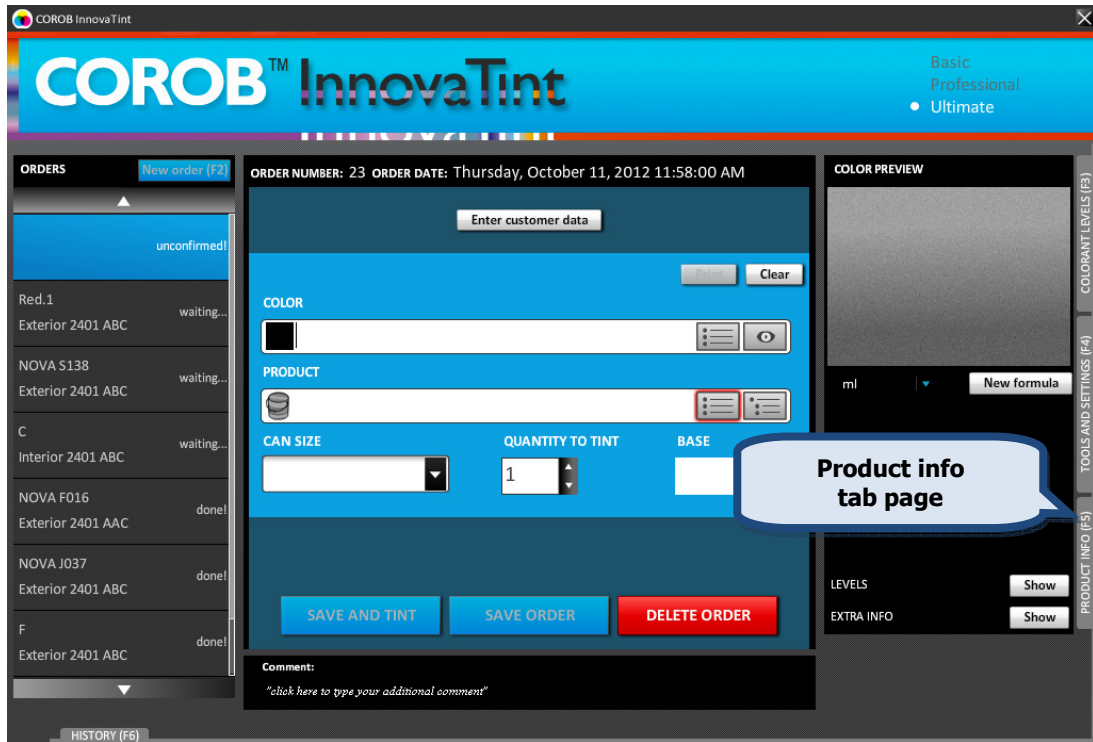 COROB InnovaTint
COROB™ InnovaTint
Basic
Professional
Ultimate
ORDERS
New order (F2)
unconfirmed!
Red.1
waiting...
Exterior 2401 ABC
NOVA S138
waiting...
Exterior 2401 ABC
C
waiting...
Interior 2401 ABC
NOVA F016
done!
Exterior 2401 AAC
NOVA J037
done!
Exterior 2401 ABC
F
done!
Exterior 2401 ABC
ORDER NUMBER: 23 ORDER DATE: Thursday, October 11, 2012 11:58:00 AM
Enter customer data
Print
Clear
COLOR
PRODUCT
CAN SIZE
QUANTITY TO TINT
BASE
1
SAVE AND TINT
SAVE ORDER
DELETE ORDER
Comment:
"click here to type your additional comment"
COLOR PREVIEW
ml
New formula
Product info
tab page
LEVELS
Show
EXTRA INFO
Show
COLORANT LEVELS (F3)
TOOLS AND SETTINGS (F4)
PRODUCT INFO (F5)
HISTORY (F6)